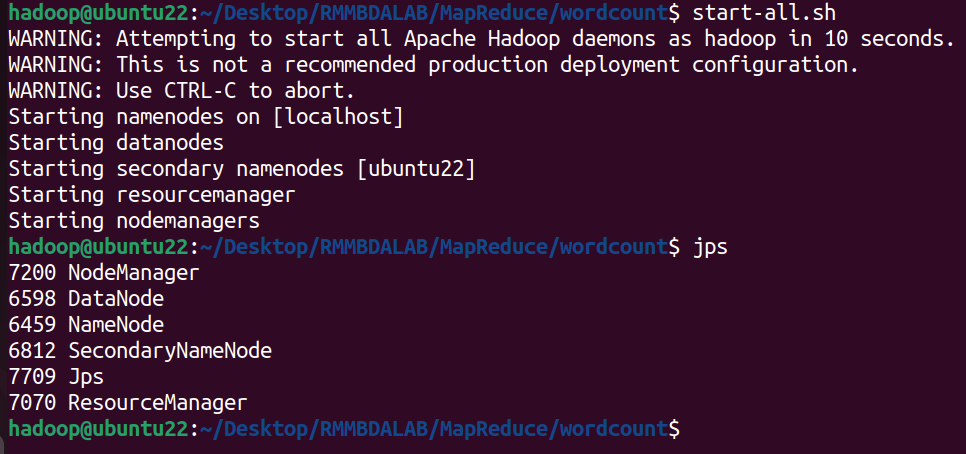 hadoop@ubuntu22:~/Desktop/RMMBDALAB/MapReduce/wordcount$ start-all.sh
WARNING: Attempting to start all Apache Hadoop daemons as hadoop in 10 seconds.
WARNING: This is not a recommended production deployment configuration.
WARNING: Use CTRL-C to abort.
Starting namenodes on [localhost]
Starting datanodes
Starting secondary namenodes [ubuntu22]
Starting resourcemanager
Starting nodemanagers
hadoop@ubuntu22:~/Desktop/RMMBDALAB/MapReduce/wordcount$ jps
7200 NodeManager
6598 DataNode
6459 NameNode
6812 SecondaryNameNode
7709 Jps
7070 ResourceManager
hadoop@ubuntu22:~/Desktop/RMMBDALAB/MapReduce/wordcount$